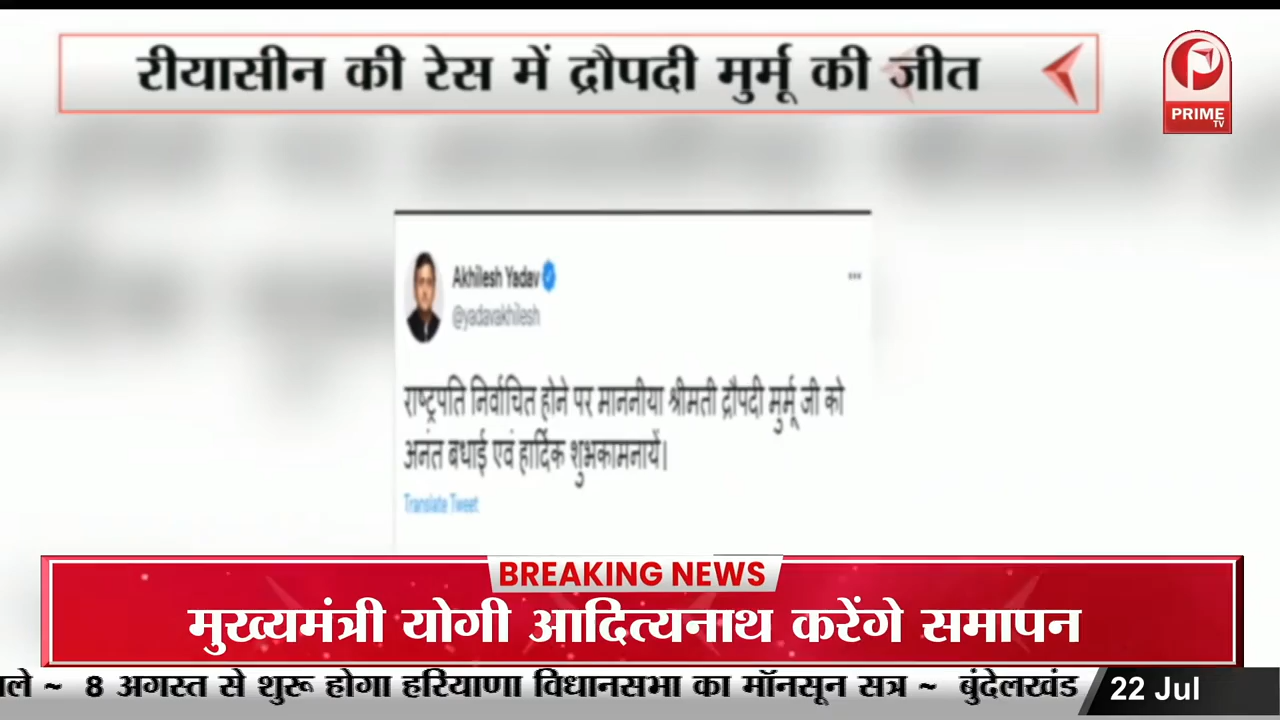 रीयासीन की रेस में द्रौपदी मुर्मू की जीत
PRIME
TV
Akhilesh Yadav
@yadavakhilesh
राष्ट्रपति निर्वाचित होने पर माननीया श्रीमती द्रौपदी मुर्मू जी को
अनंत बधाई एवं हार्दिक शुभकामनायें।
Translate Tweet
BREAKING NEWS
मुख्यमंत्री योगी आदित्यनाथ करेंगे समापन
ले ~ 8 अगस्त से शुरू होगा हरियाणा विधानसभा का मॉनसून सत्र ~ बुंदेलखंड
22 Jul